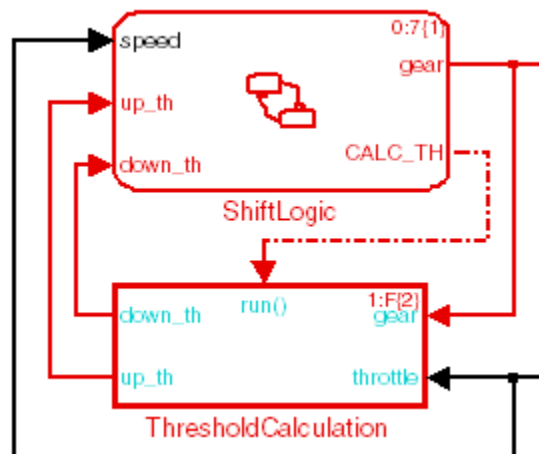 speed 0:7{1}
gear
up_th
CALC_TH
down_th
ShiftLogic
run() 1:F{2}
down_th gear
up_th throttle
ThresholdCalculation